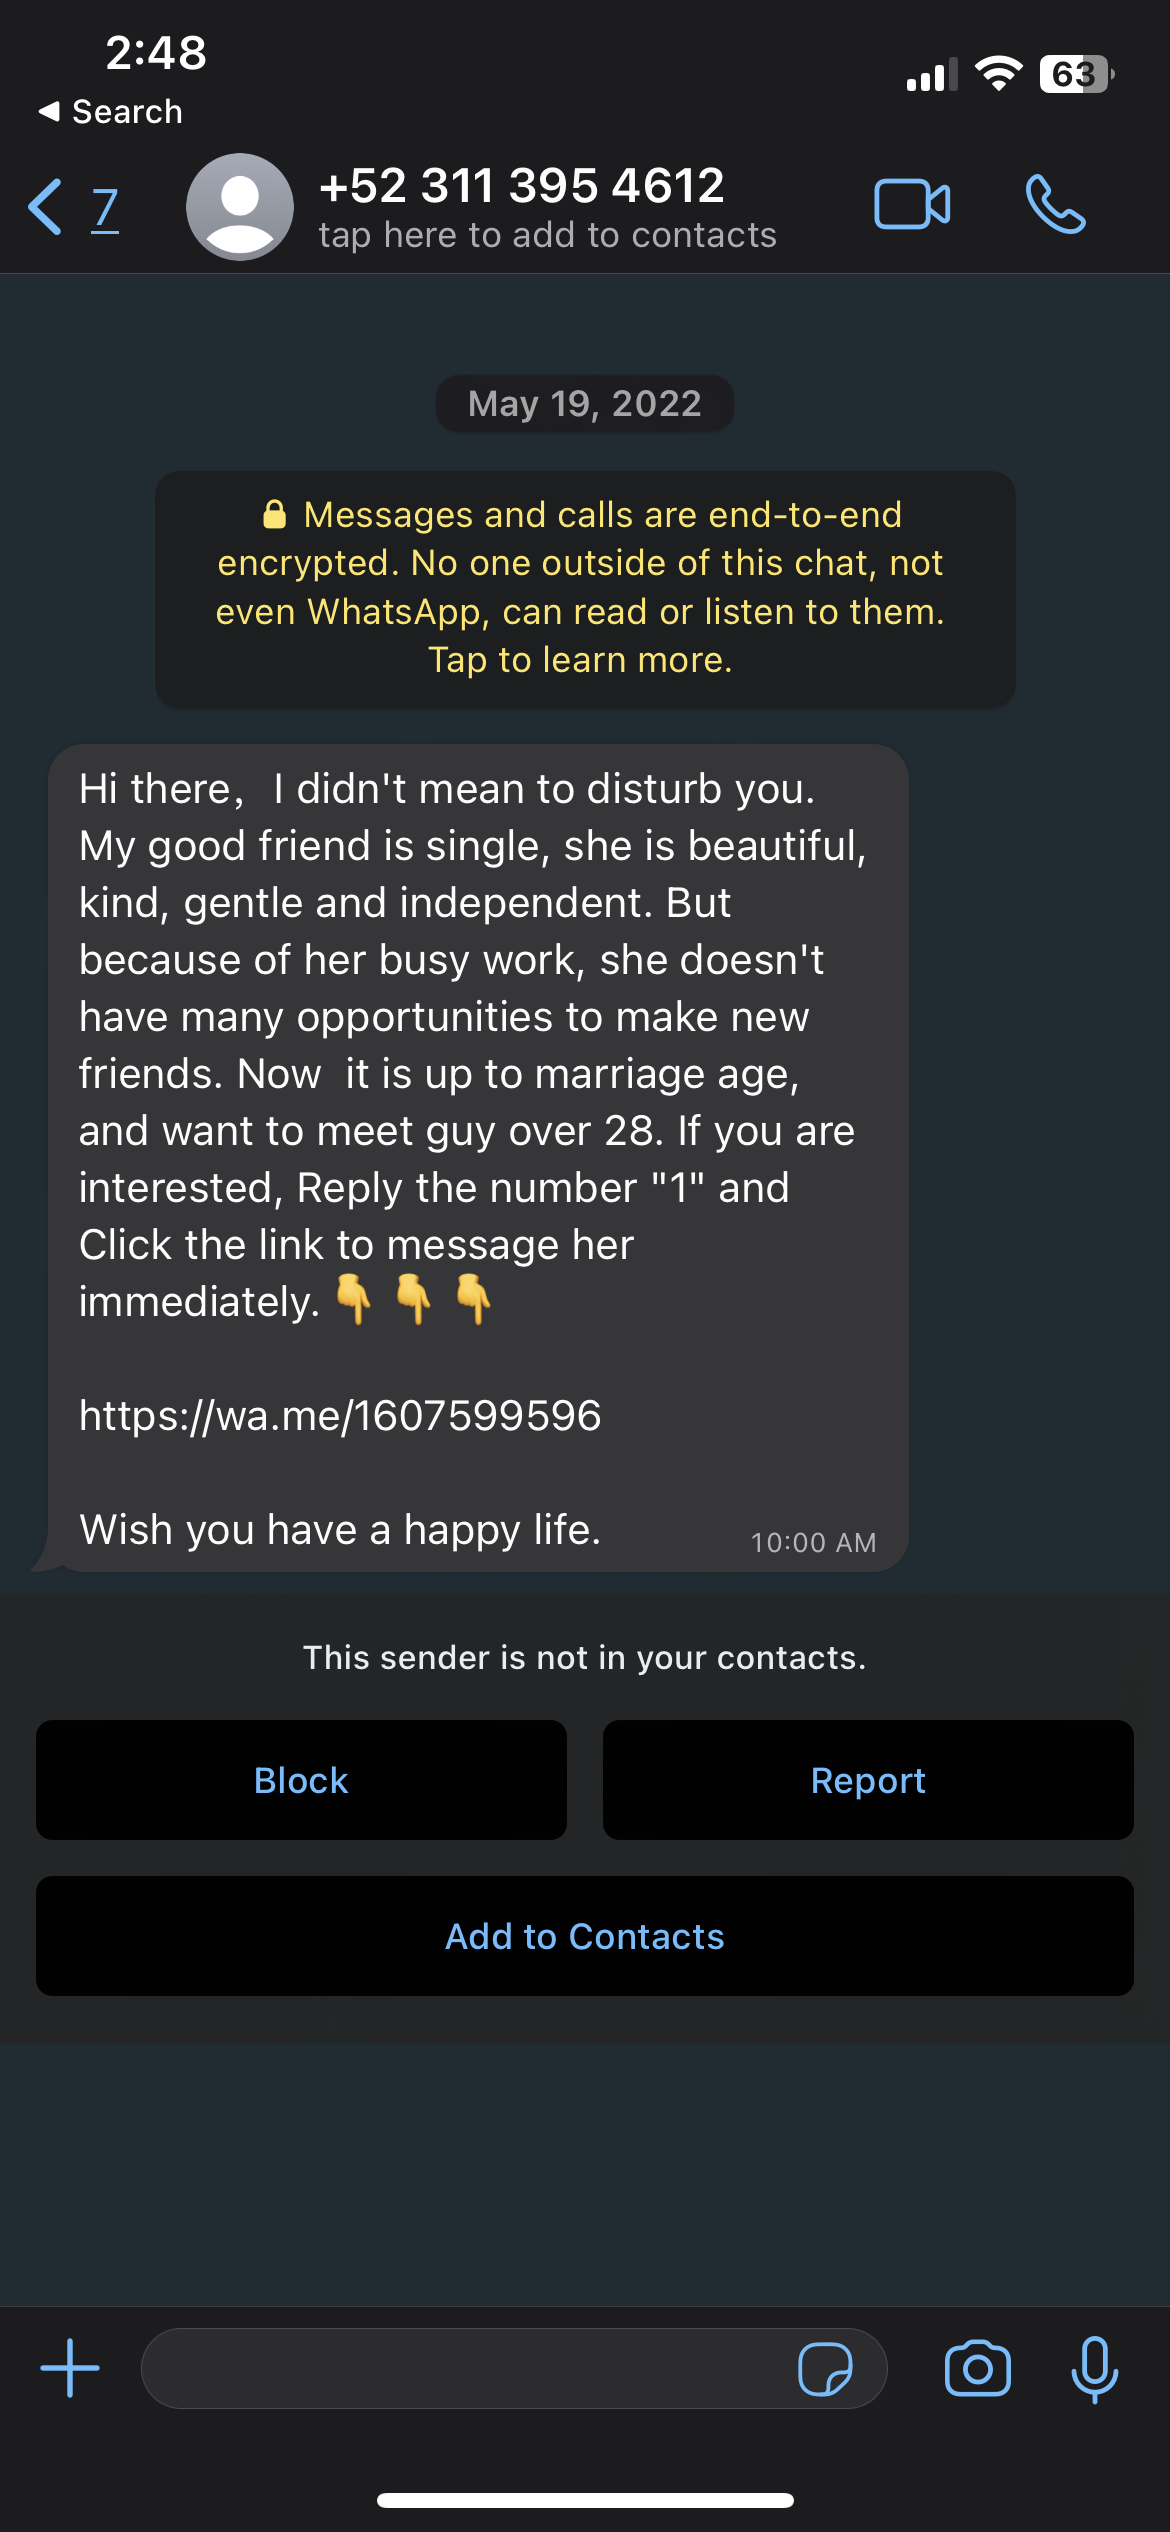 2:48
63
◀ Search
7
+52 311 395 4612
tap here to add to contacts
May 19, 2022
🔒 Messages and calls are end-to-end
encrypted. No one outside of this chat, not
even WhatsApp, can read or listen to them.
Tap to learn more.
Hi there，I didn't mean to disturb you.
My good friend is single, she is beautiful,
kind, gentle and independent. But
because of her busy work, she doesn't
have many opportunities to make new
friends. Now  it is up to marriage age,
and want to meet guy over 28. If you are
interested, Reply the number "1" and
Click the link to message her
immediately. 👇 👇 👇
https://wa.me/1607599596
Wish you have a happy life.
10:00 AM
This sender is not in your contacts.
Block
Report
Add to Contacts